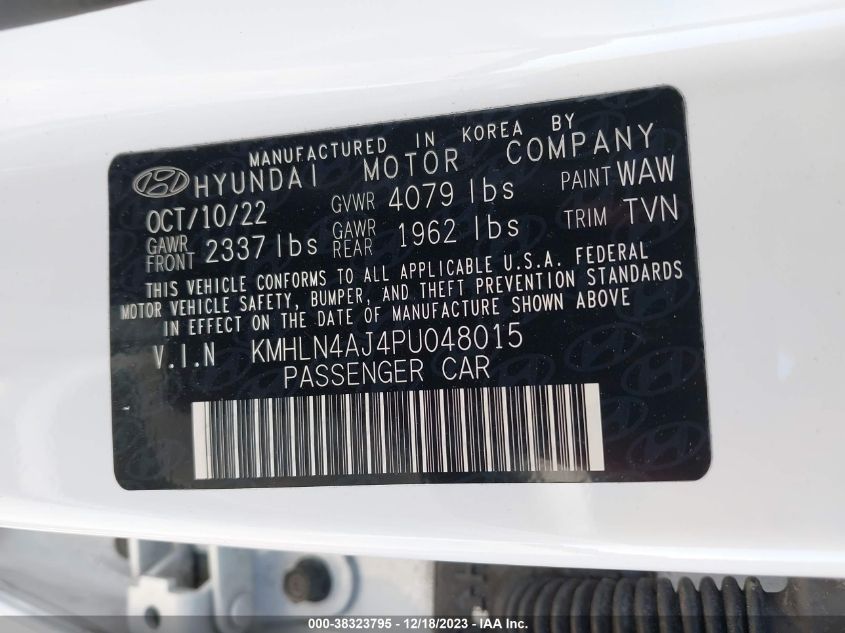 MANUFACTURED IN KOREA BY
HYUNDAI MOTOR COMPANY
OCT/10/22 GVWR 4079 lbs PAINT WAW
GAWR FRONT 2337 lbs GAWR REAR 1962 lbs TRIM TVN
THIS VEHICLE CONFORMS TO ALL APPLICABLE U.S.A. FEDERAL
MOTOR VEHICLE SAFETY, BUMPER, AND THEFT PREVENTION STANDARDS
IN EFFECT ON THE DATE OF MANUFACTURE SHOWN ABOVE
V.I.N KMHLN4AJ4PU048015
PASSENGER CAR
000-38323795 - 12/18/2023 - © IAA, Inc.